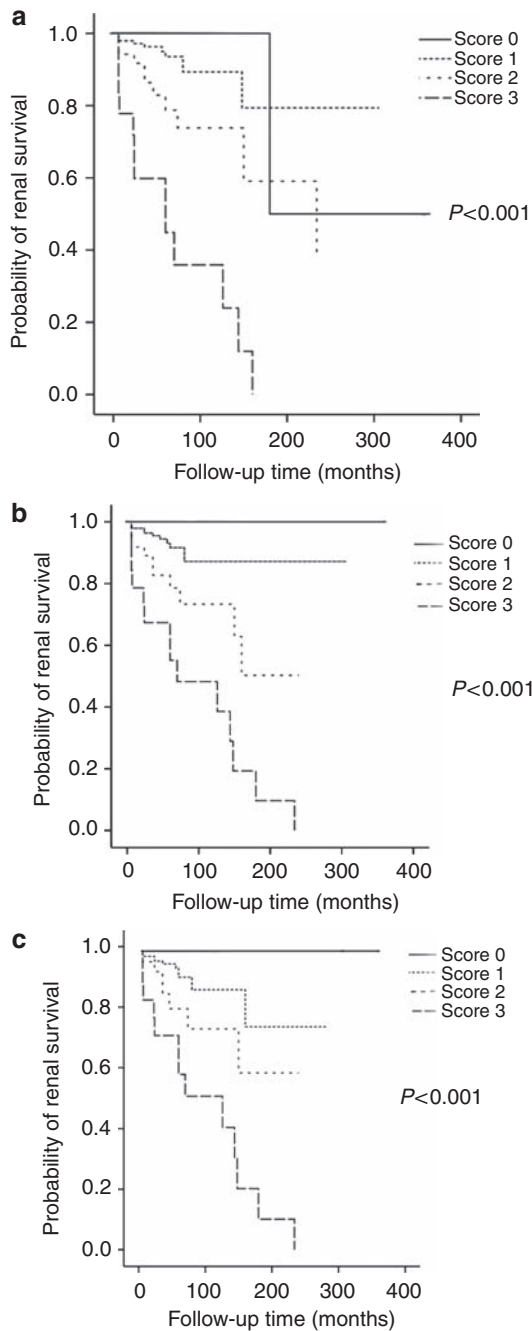 a
1.0
0.8
0.6
0.4
0.2
0.0
Probability of renal survival
Score 0
Score 1
Score 2
Score 3
P<0.001
0 100 200 300 400
Follow-up time (months)
b
1.0
0.8
0.6
0.4
0.2
0.0
Probability of renal survival
Score 0
Score 1
Score 2
Score 3
P<0.001
0 100 200 300 400
Follow-up time (months)
c
1.0
0.8
0.6
0.4
0.2
0.0
Probability of renal survival
Score 0
Score 1
Score 2
Score 3
P<0.001
0 100 200 300 400
Follow-up time (months)